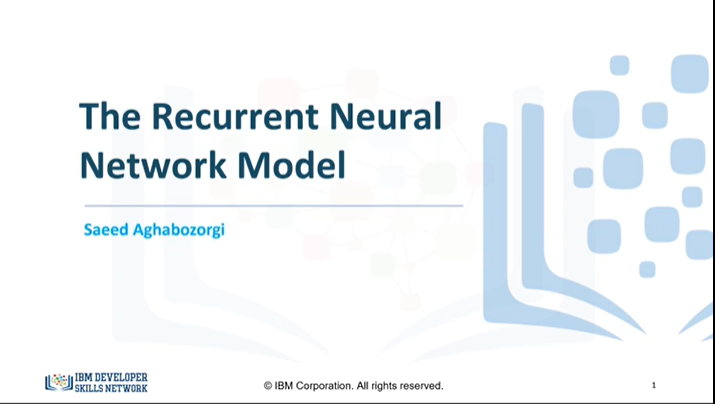 The Recurrent Neural
Network Model
Saeed Aghabozorgi
IBM DEVELOPER
SKILLS NETWORK
© IBM Corporation. All rights reserved.
1